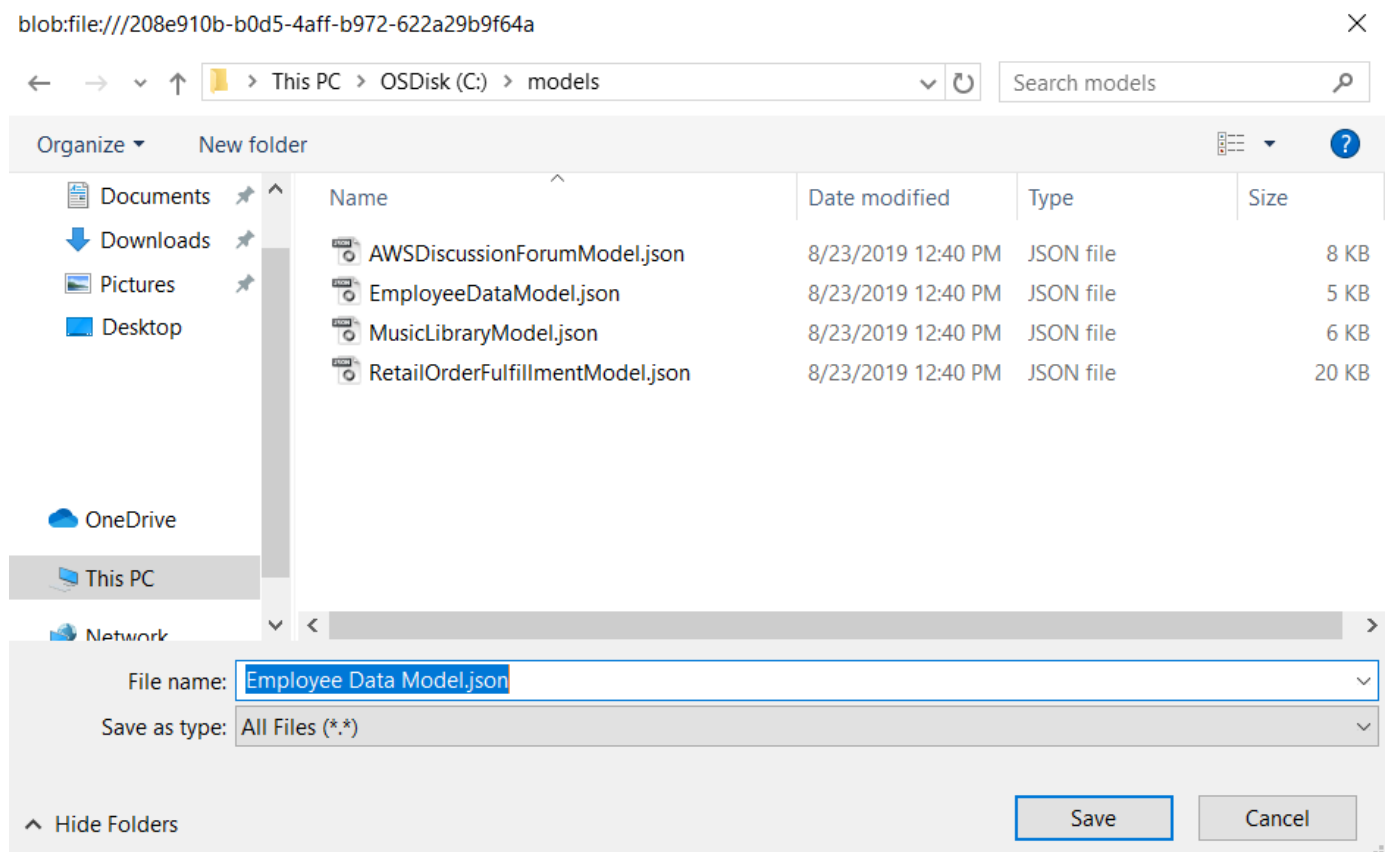 blob:file:///208e910b-b0d5-4aff-b972-622a29b9f64a
This PC > OSDisk (C:) > models
Search models
Organize
New folder
Documents
Downloads
Pictures
Desktop
OneDrive
This PC
Network
Name Date modified Type Size
AWSDiscussionForumModel.json 8/23/2019 12:40 PM JSON file 8 KB
EmployeeDataModel.json 8/23/2019 12:40 PM JSON file 5 KB
MusicLibraryModel.json 8/23/2019 12:40 PM JSON file 6 KB
RetailOrderFulfillmentModel.json 8/23/2019 12:40 PM JSON file 20 KB
File name: Employee Data Model.json
Save as type: All Files (*.*)
Hide Folders
Save
Cancel